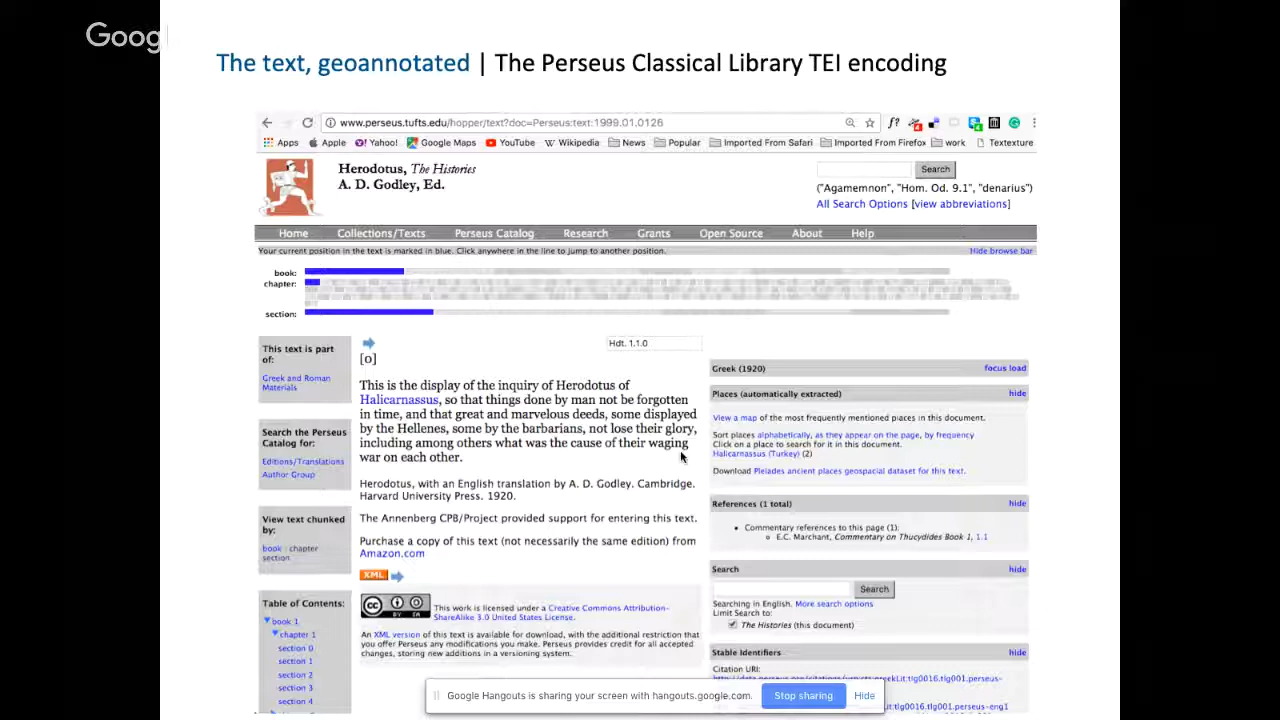 Goog
The text, geoannotated | The Perseus Classical Library TEI encoding
www.perseus.tufts.edu/hopper/text?doc=Perseus:text:1999.01.0126
Apps Apple Yahoo! Google Maps YouTube Wikipedia News Popular Imported From Safari Imported From Firefox work Textexture
Herodotus, The Histories
A. D. Godley, Ed.
Search
("Agamemnon", "Hom. Od. 9.1", "denarius")
All Search Options [view abbreviations]
Home Collections/Texts Perseus Catalog Research Grants Open Source About Help
Your current position in the text is marked in blue. Click anywhere in the line to jump to another position. Hide browse bar
book:
chapter:
section:
This text is part
of:
Greek and Roman
Materials
Search the Perseus
Catalog for:
Editions/Translations
Author Group
View text chunked
by:
book : chapter
section
Table of Contents:
book 1
chapter 1
section 0
section 1
section 2
section 3
section 4
Hdt. 1.1.0
[0]
This is the display of the inquiry of Herodotus of
Halicarnassus, so that things done by man not be forgotten
in time, and that great and marvelous deeds, some displayed
by the Hellenes, some by the barbarians, not lose their glory,
including among others what was the cause of their waging
war on each other.
Herodotus, with an English translation by A. D. Godley. Cambridge.
Harvard University Press. 1920.
The Annenberg CPB/Project provided support for entering this text.
Purchase a copy of this text (not necessarily the same edition) from
Amazon.com
XML
cc BY SA
This work is licensed under a Creative Commons Attribution-
ShareAlike 3.0 United States License.
An XML version of this text is available for download, with the additional restriction that
you offer Perseus any modifications you make. Perseus provides credit for all accepted
changes, storing new additions in a versioning system.
Greek (1920) focus load
Places (automatically extracted) hide
View a map of the most frequently mentioned places in this document.
Sort places alphabetically, as they appear on the page, by frequency
Click on a place to search for it in this document.
Halicarnassus (Turkey) (2)
Download Pleiades ancient places geospacial dataset for this text.
References (1 total) hide
Commentary references to this page (1):
E.C. Marchant, Commentary on Thucydides Book 1, 1.1
Search hide
Search
Searching in English. More search options
Limit Search to:
The Histories (this document)
Stable Identifiers hide
Citation URI:
Google Hangouts is sharing your screen with hangouts.google.com. Stop sharing Hide